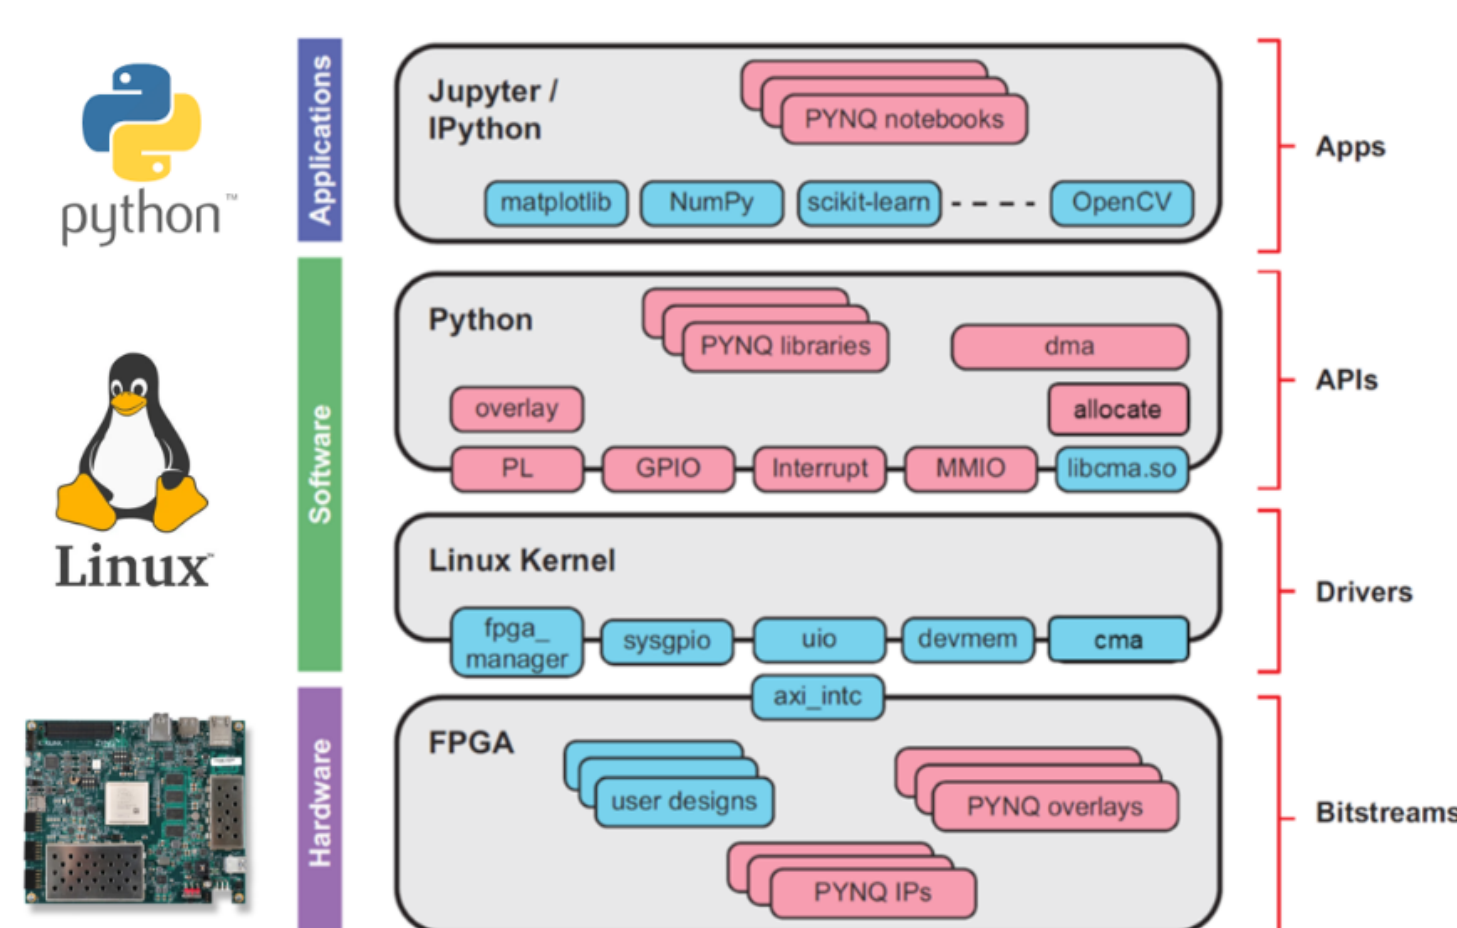 python™
Applications
Jupyter /
IPython
PYNQ notebooks
matplotlib
NumPy
scikit-learn
OpenCV
Apps
Linux
Software
Python
PYNQ libraries
dma
overlay
allocate
PL
GPIO
Interrupt
MMIO
libcma.so
APIs
Linux Kernel
fpga_
manager
sysgpio
uio
devmem
cma
Drivers
Hardware
axi_intc
FPGA
user designs
PYNQ overlays
PYNQ IPs
Bitstreams